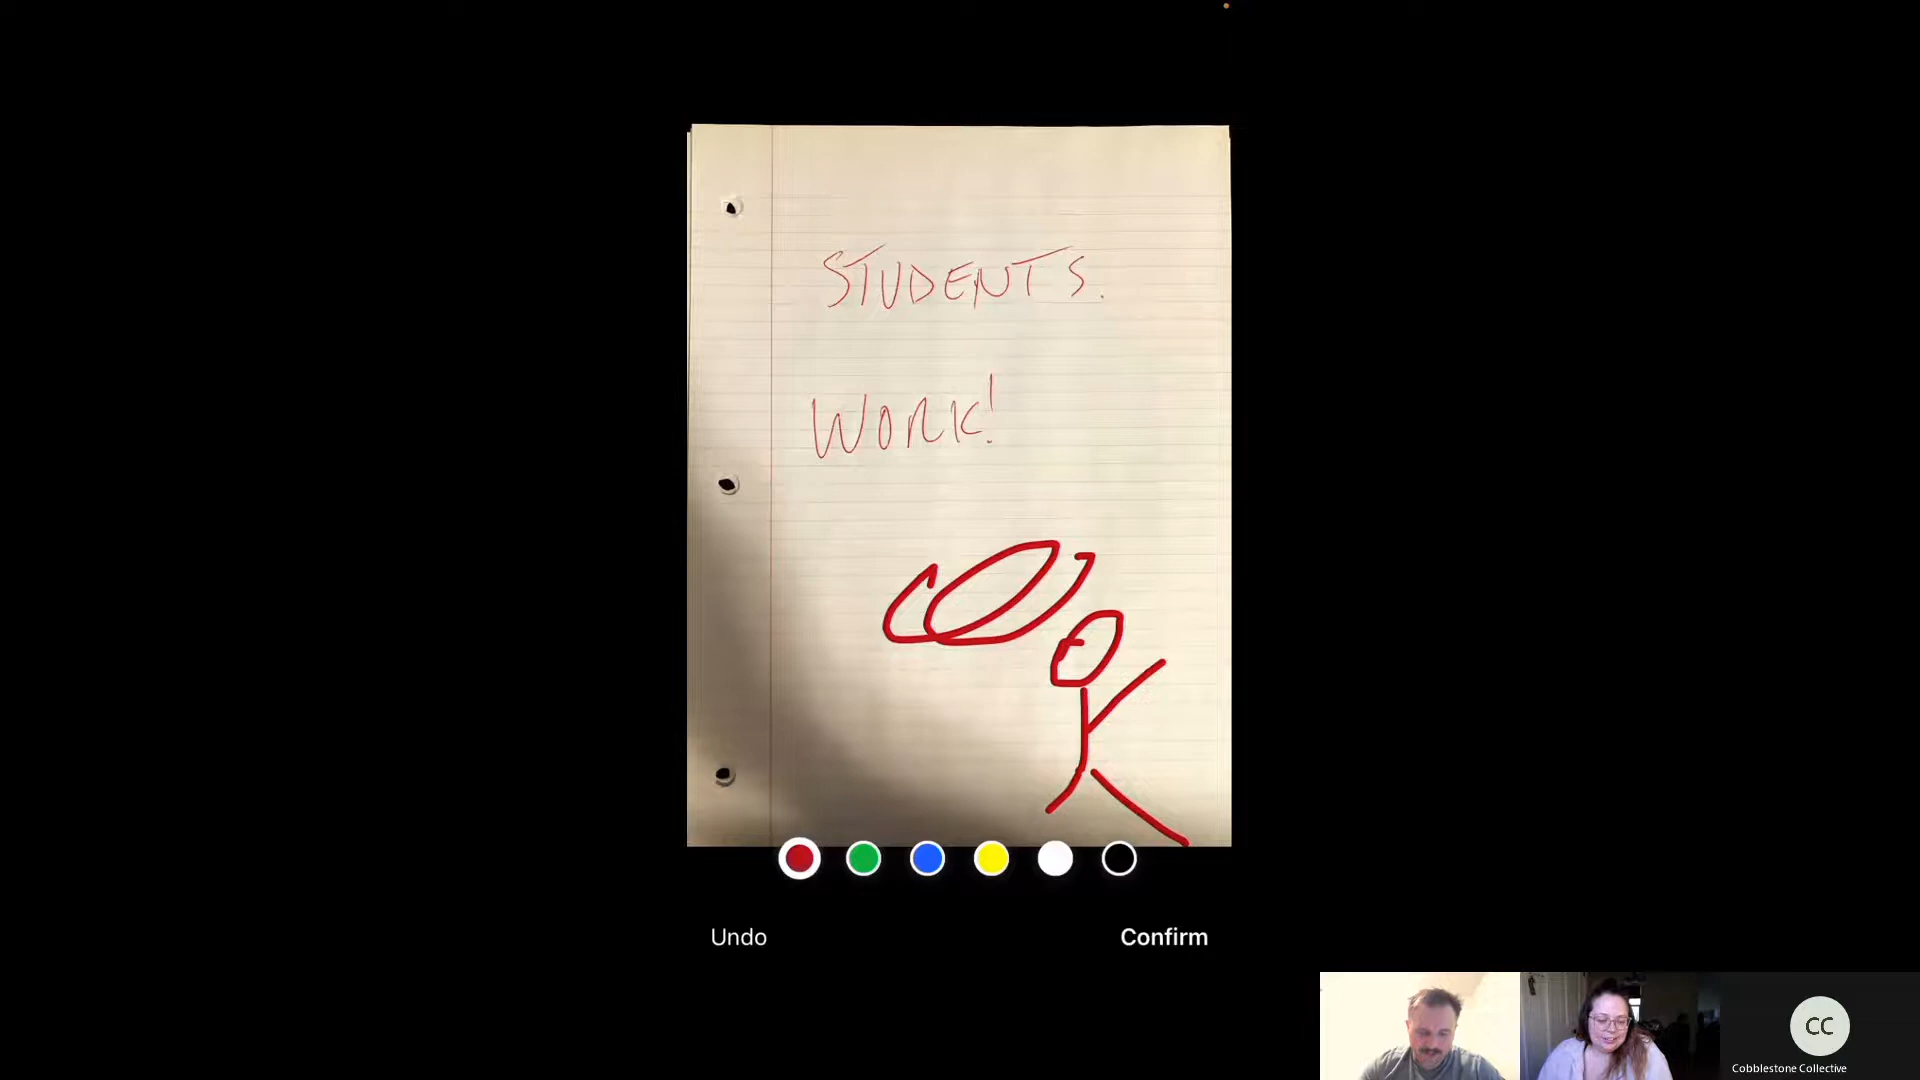 STUDENTS.
WORK!
Undo
Confirm
CC
Cobblestone Collective